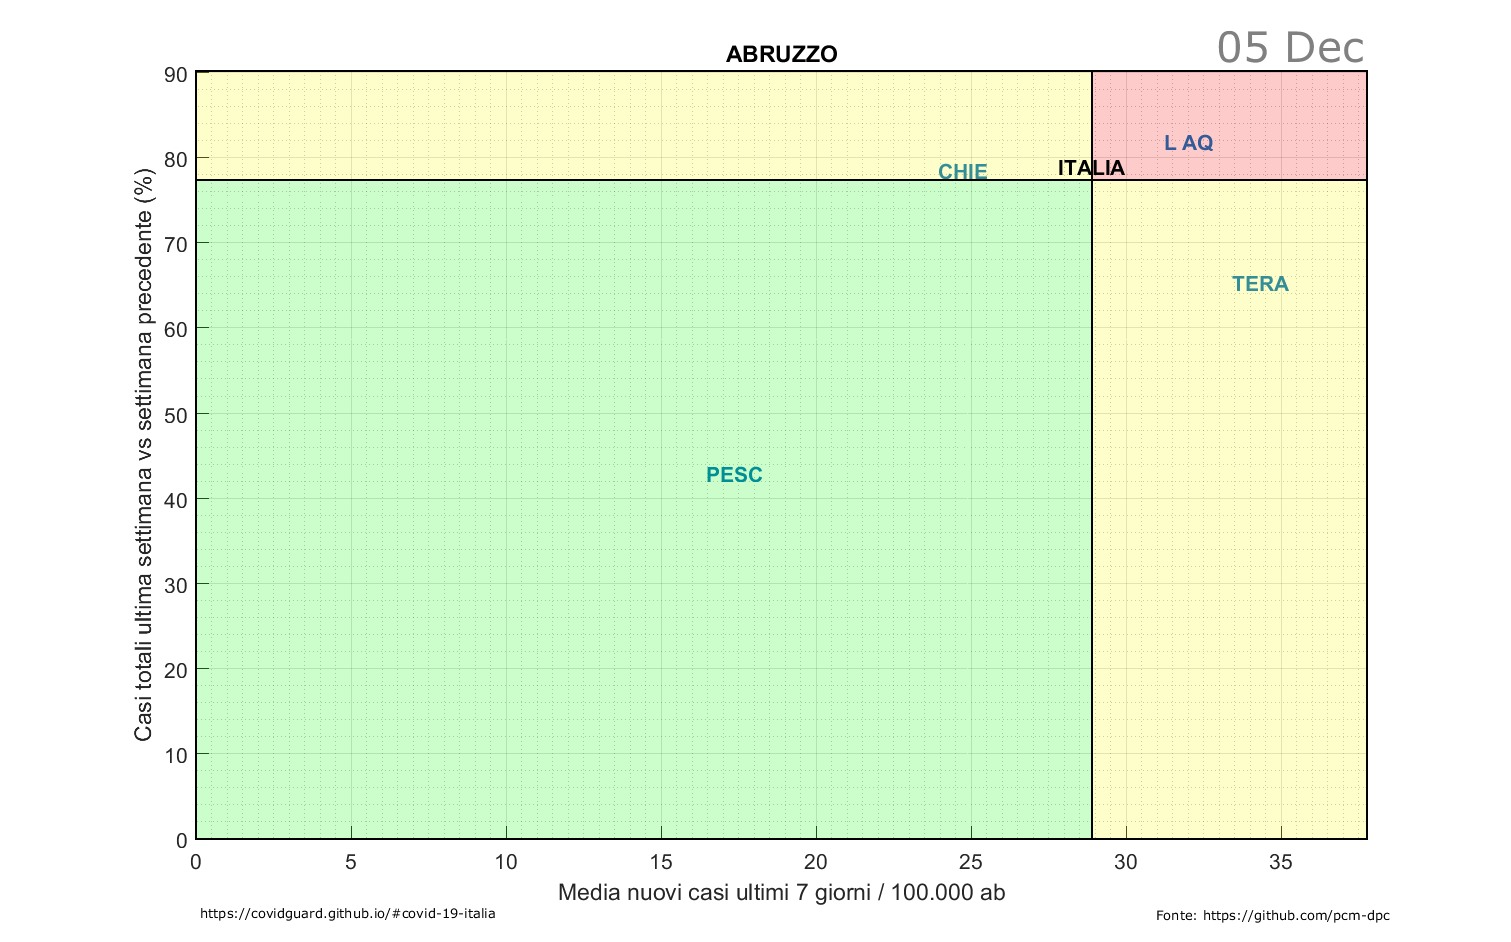 05 Dec
ABRUZZO
90
80
70
60
50
40
30
20
10
0
Casi totali ultima settimana vs settimana precedente (%)
L AQ
ITALIA
CHIE
TERA
PESC
0 5 10 15 20 25 30 35
Media nuovi casi ultimi 7 giorni / 100.000 ab
https://covidguard.github.io/#covid-19-italia
Fonte: https://github.com/pcm-dpc